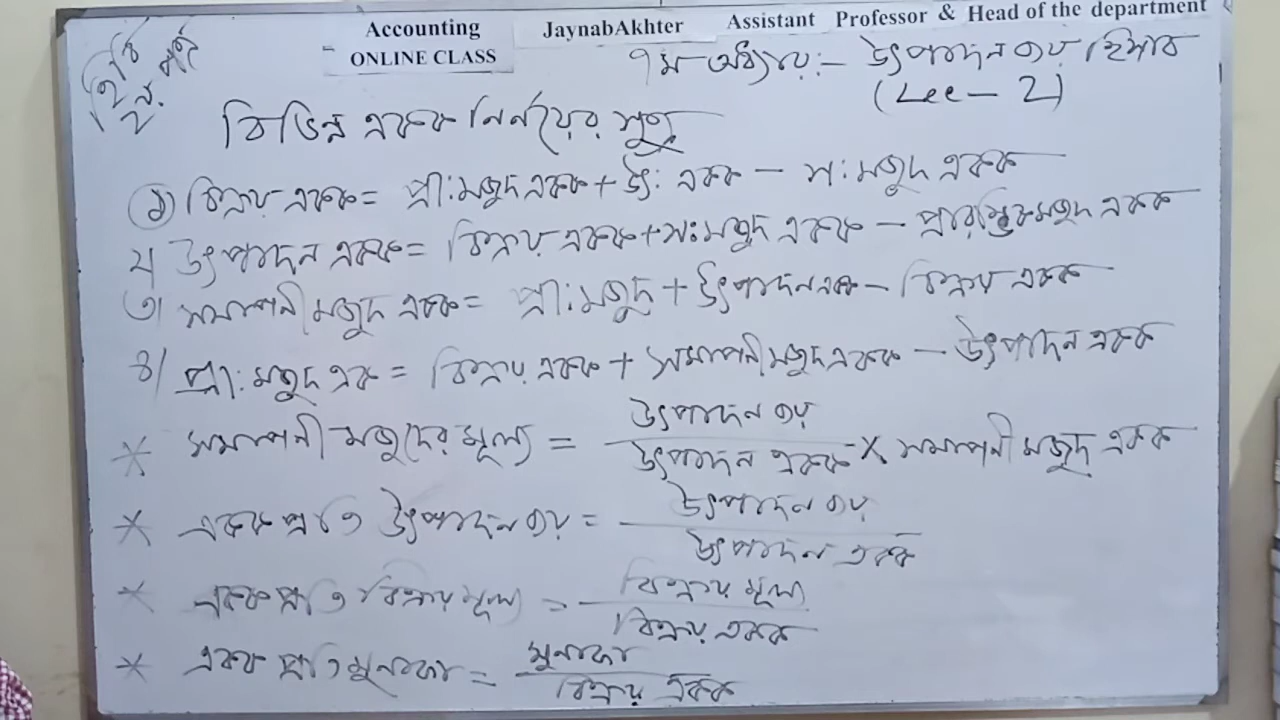 Accounting JaynabAkhter Assistant Professor & Head of the department
ONLINE CLASS
৭ম অধ্যায়:- উৎপাদন ব্যয় হিসাব
(Lec- 2)
বিভিন্ন একক নির্ণয়ের সূত্র
১) বিক্রয় একক = প্রা:মজুদ একক + উৎ: একক - স:মজুদ একক
২) উৎপাদন একক = বিক্রয় একক + স:মজুদ একক - প্রারম্ভিক মজুদ একক
৩) সমাপনী মজুদ একক = প্রা:মজুদ + উৎপাদন একক - বিক্রয় একক
৪) প্রা:মজুদ একক = বিক্রয় একক + সমাপনী মজুদ একক - উৎপাদন একক
* সমাপনী মজুদের মূল্য = উৎপাদন ব্যয়
উৎপাদন একক × সমাপনী মজুদ একক
* একক প্রতি উৎপাদন ব্যয় = উৎপাদন ব্যয়
উৎপাদন একক
* একক প্রতি বিক্রয় মূল্য = বিক্রয় মূল্য
বিক্রয় একক
* একক প্রতি মুনাফা = মুনাফা
বিক্রয় একক